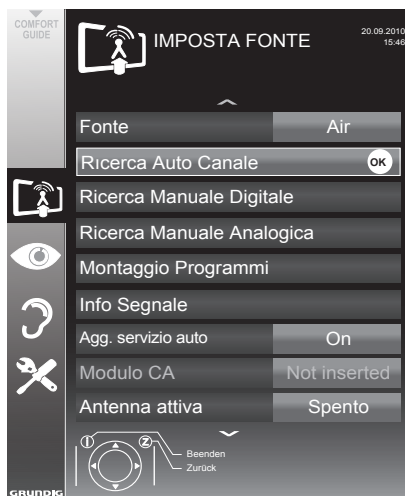 COMFORT
GUIDE
IMPOSTA FONTE
20.09.2010
15:46
Fonte Air
Rıcerca Auto Canale OK
Ricerca Manuale Digitale
Ricerca Manuale Analogica
Montaggio Programmi
Info Segnale
Agg. servizio auto On
Modulo CA Not inserted
Antenna attiva Spento
Z
Beenden
Zurück
GRUNDIG